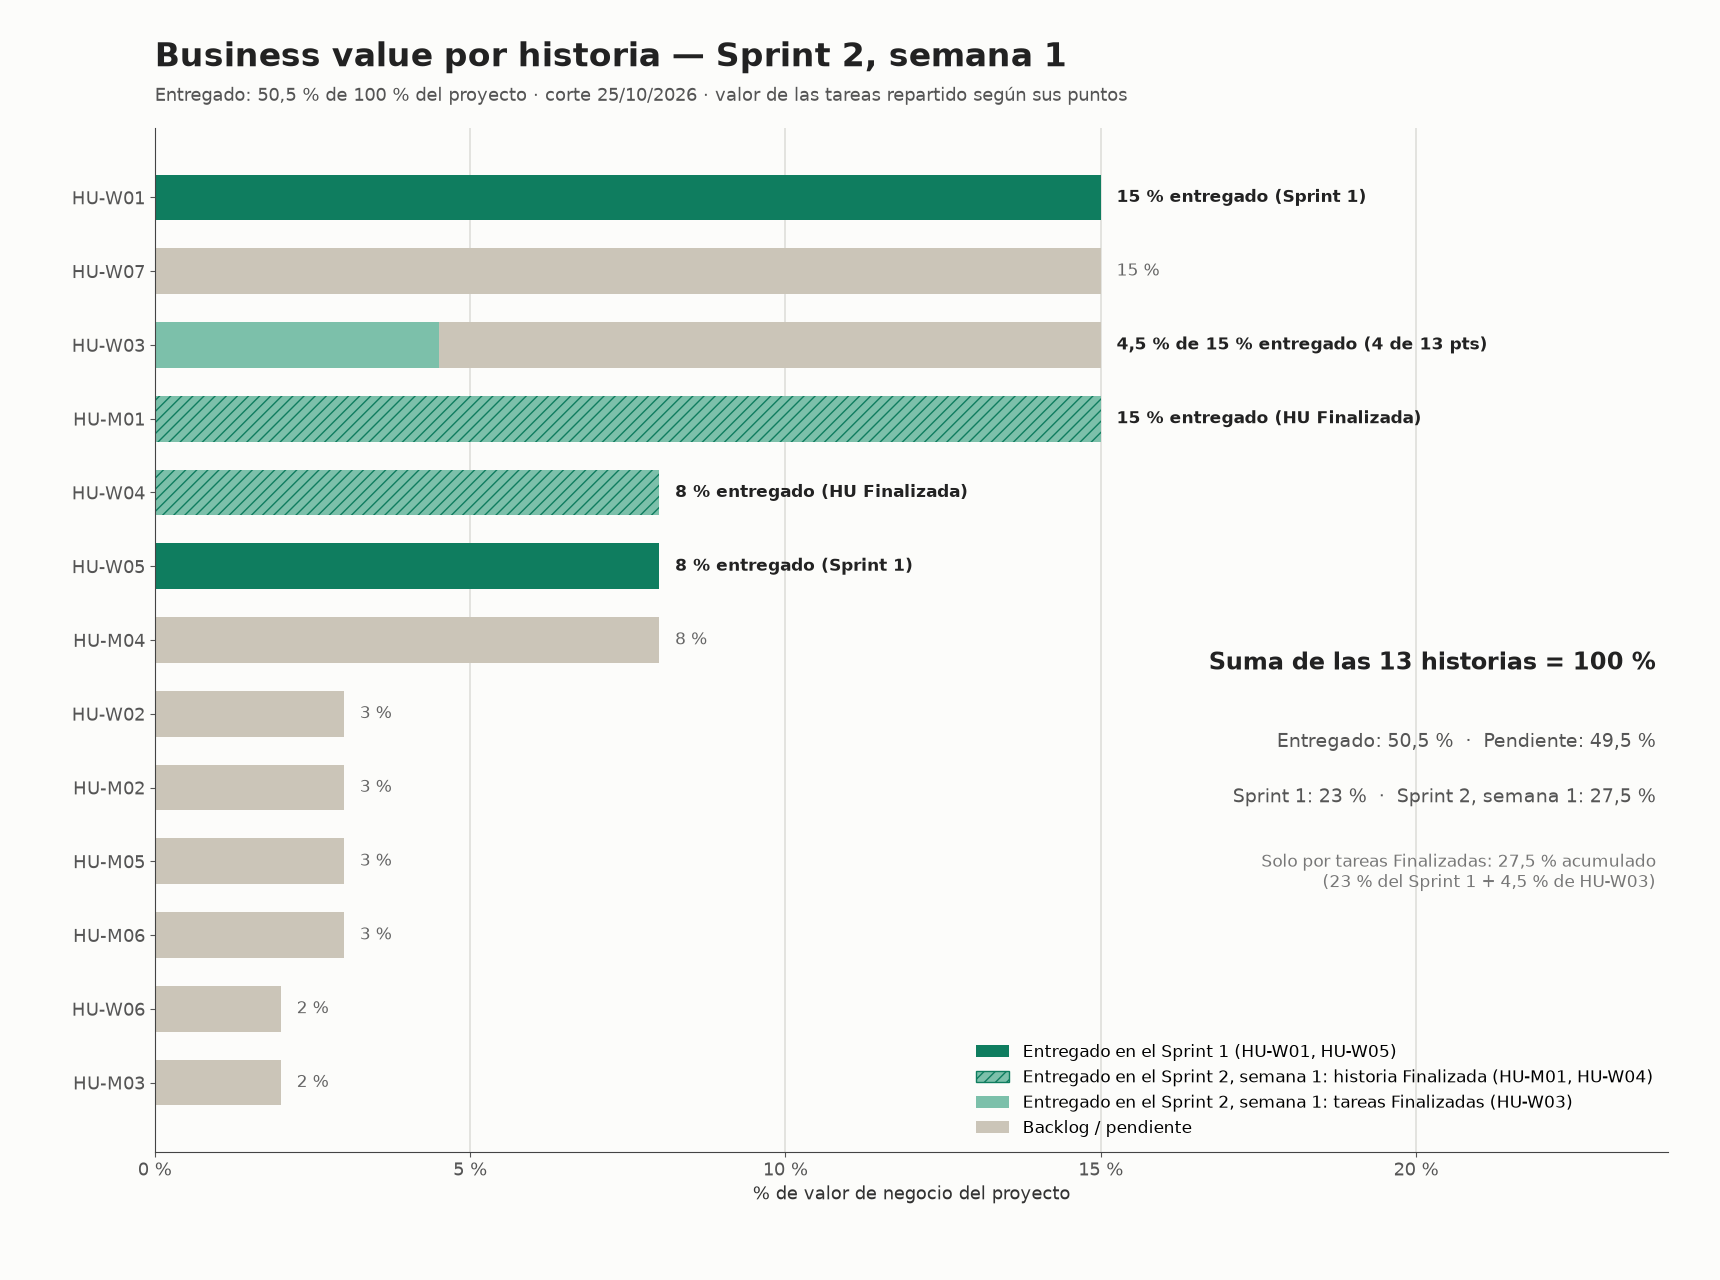 Business value por historia — Sprint 2, semana 1
Entregado: 50,5 % de 100 % del proyecto · corte 25/10/2026 · valor de las tareas repartido según sus puntos
HU-W01
15 % entregado (Sprint 1)
HU-W07
15 %
HU-W03
4,5 % de 15 % entregado (4 de 13 pts)
HU-M01
15 % entregado (HU Finalizada)
HU-W04
8 % entregado (HU Finalizada)
HU-W05
8 % entregado (Sprint 1)
HU-M04
8 %
Suma de las 13 historias = 100 %
HU-W02
3 %
Entregado: 50,5 % · Pendiente: 49,5 %
HU-M02
3 %
Sprint 1: 23 % · Sprint 2, semana 1: 27,5 %
HU-M05
3 %
Solo por tareas Finalizadas: 27,5 % acumulado
(23 % del Sprint 1 + 4,5 % de HU-W03)
HU-M06
3 %
HU-W06
2 %
HU-M03
2 %
Entregado en el Sprint 1 (HU-W01, HU-W05)
Entregado en el Sprint 2, semana 1: historia Finalizada (HU-M01, HU-W04)
Entregado en el Sprint 2, semana 1: tareas Finalizadas (HU-W03)
Backlog / pendiente
0 % 5 % 10 % 15 % 20 %
% de valor de negocio del proyecto